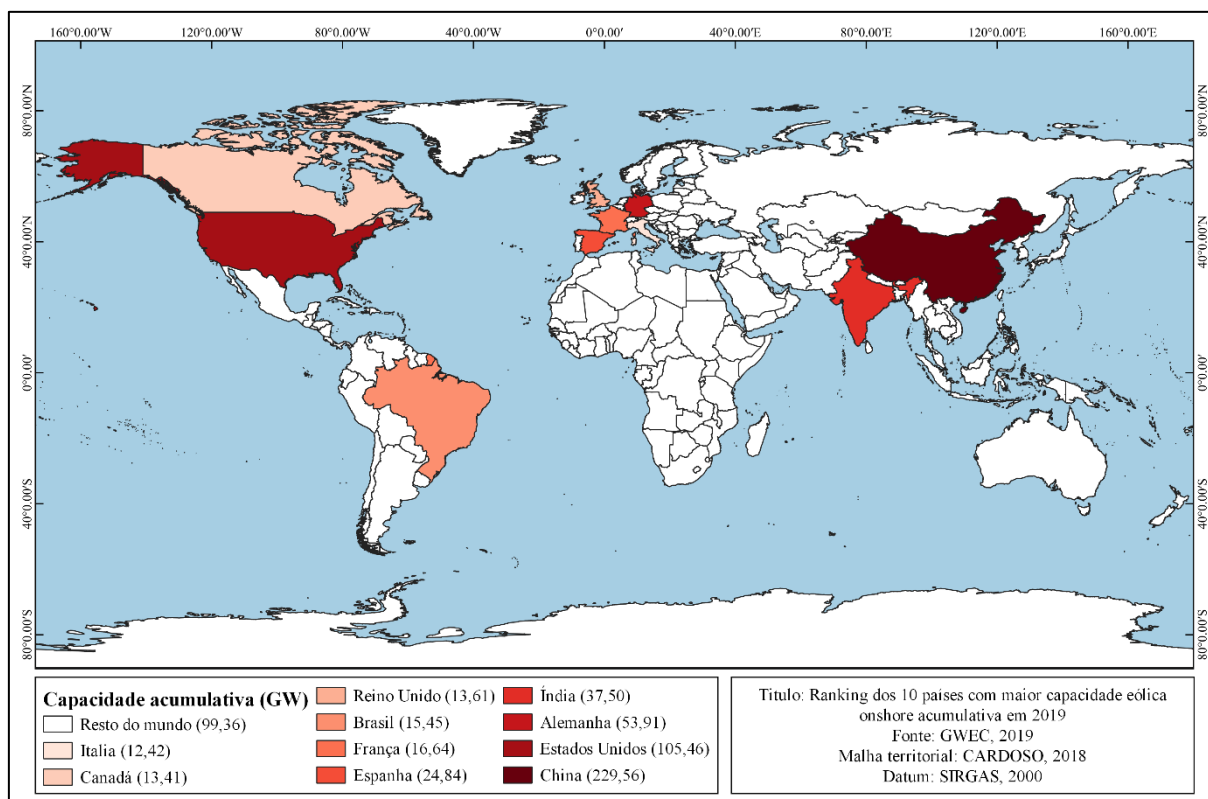 160°0.00'W 120°0.00'W 80°0.00'W 40°0.00'W 0°0.00' 40°0.00'E 80°0.00'E 120°0.00'E 160°0.00'E
80°0.00'N 80°0.00'N
40°0.00'N 40°0.00'N
0°0.00' 0°0.00'
40°0.00'S 40°0.00'S
80°0.00'S 80°0.00'S
Capacidade acumulativa (GW)
Resto do mundo (99,36)
Italia (12,42)
Canadá (13,41)
Reino Unido (13,61)
Brasil (15,45)
França (16,64)
Espanha (24,84)
Índia (37,50)
Alemanha (53,91)
Estados Unidos (105,46)
China (229,56)
Titulo: Ranking dos 10 países com maior capacidade eólica
onshore acumulativa em 2019
Fonte: GWEC, 2019
Malha territorial: CARDOSO, 2018
Datum: SIRGAS, 2000